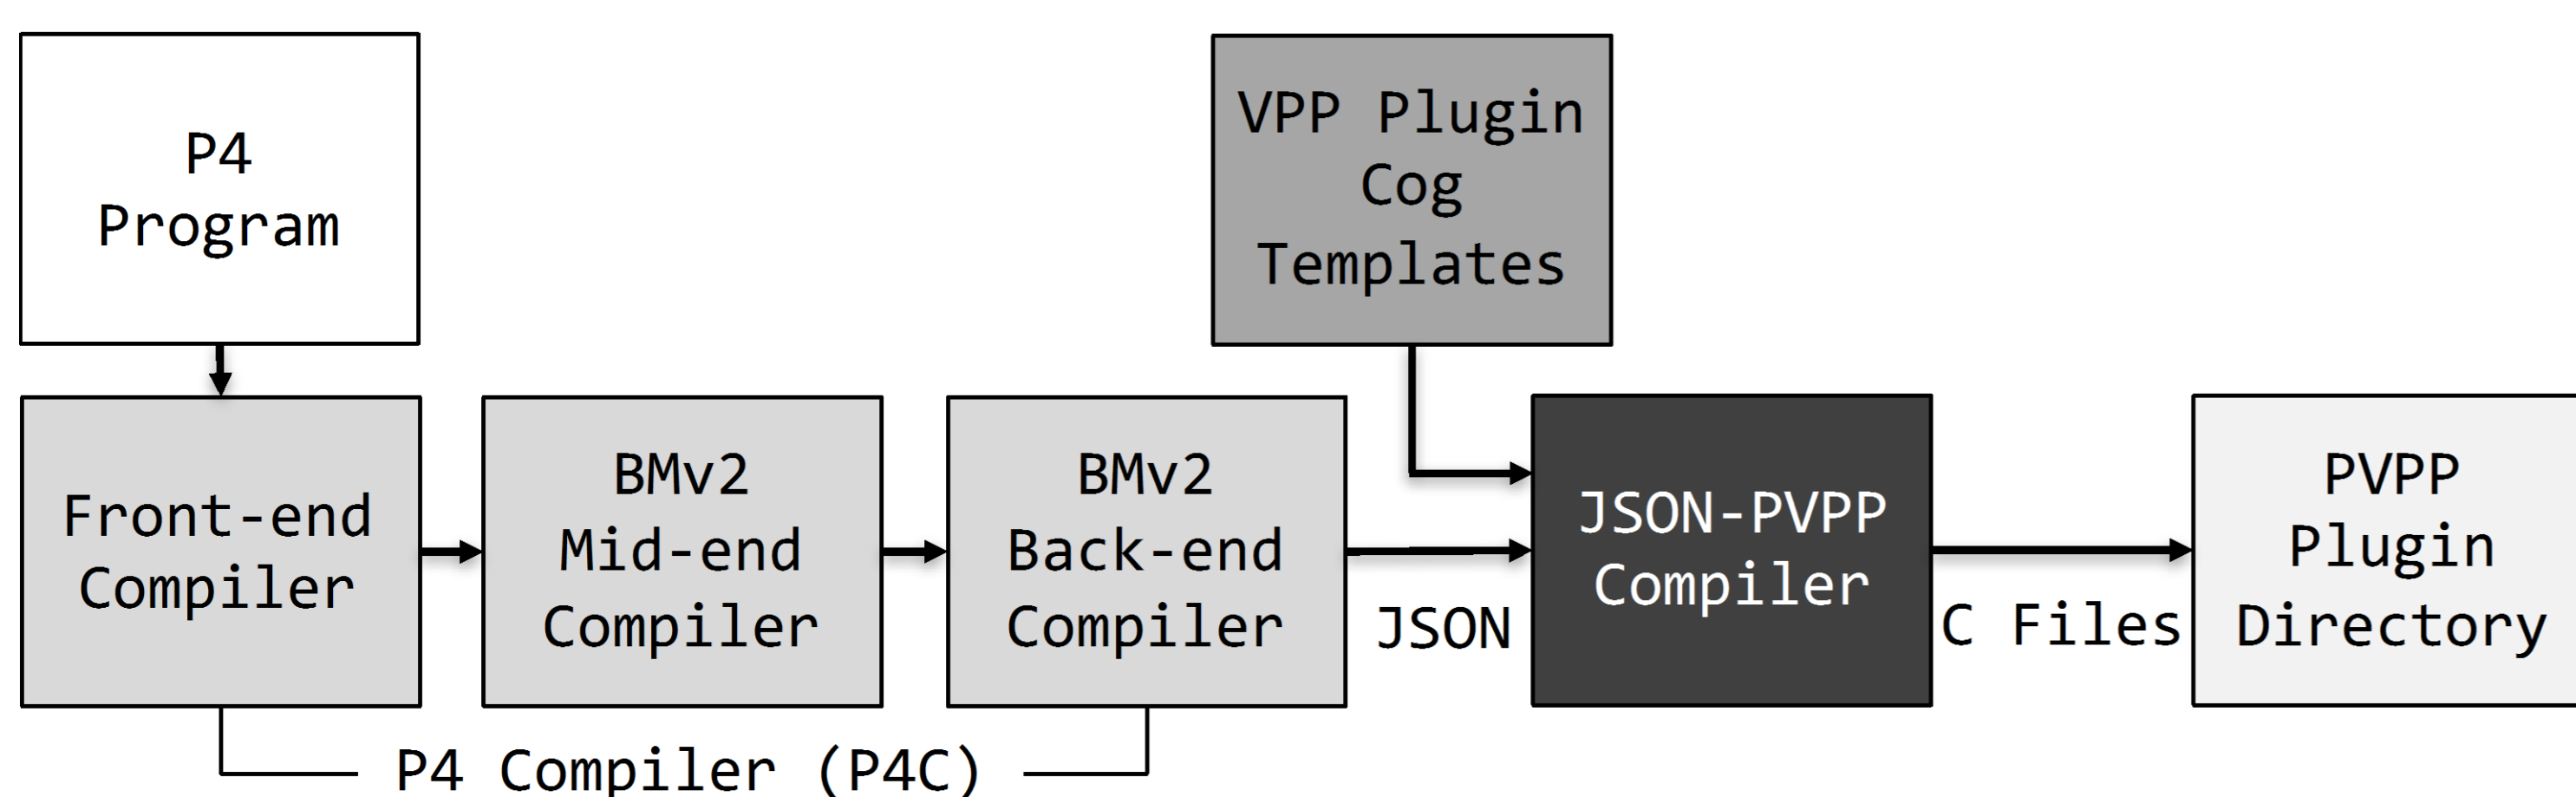 P4
Program
VPP Plugin
Cog
Templates
Front-end
Compiler
BMv2
Mid-end
Compiler
BMv2
Back-end
Compiler
JSON
JSON-PVPP
Compiler
C Files
PVPP
Plugin
Directory
P4 Compiler (P4C)